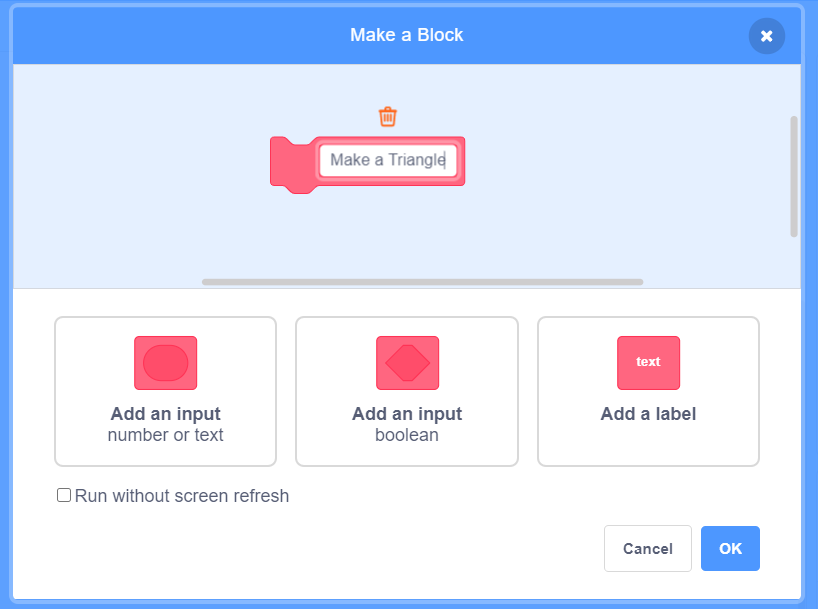 Make a Block
Make a Triangle
text
Add an input
number or text
Add an input
boolean
Add a label
Run without screen refresh
Cancel
OK